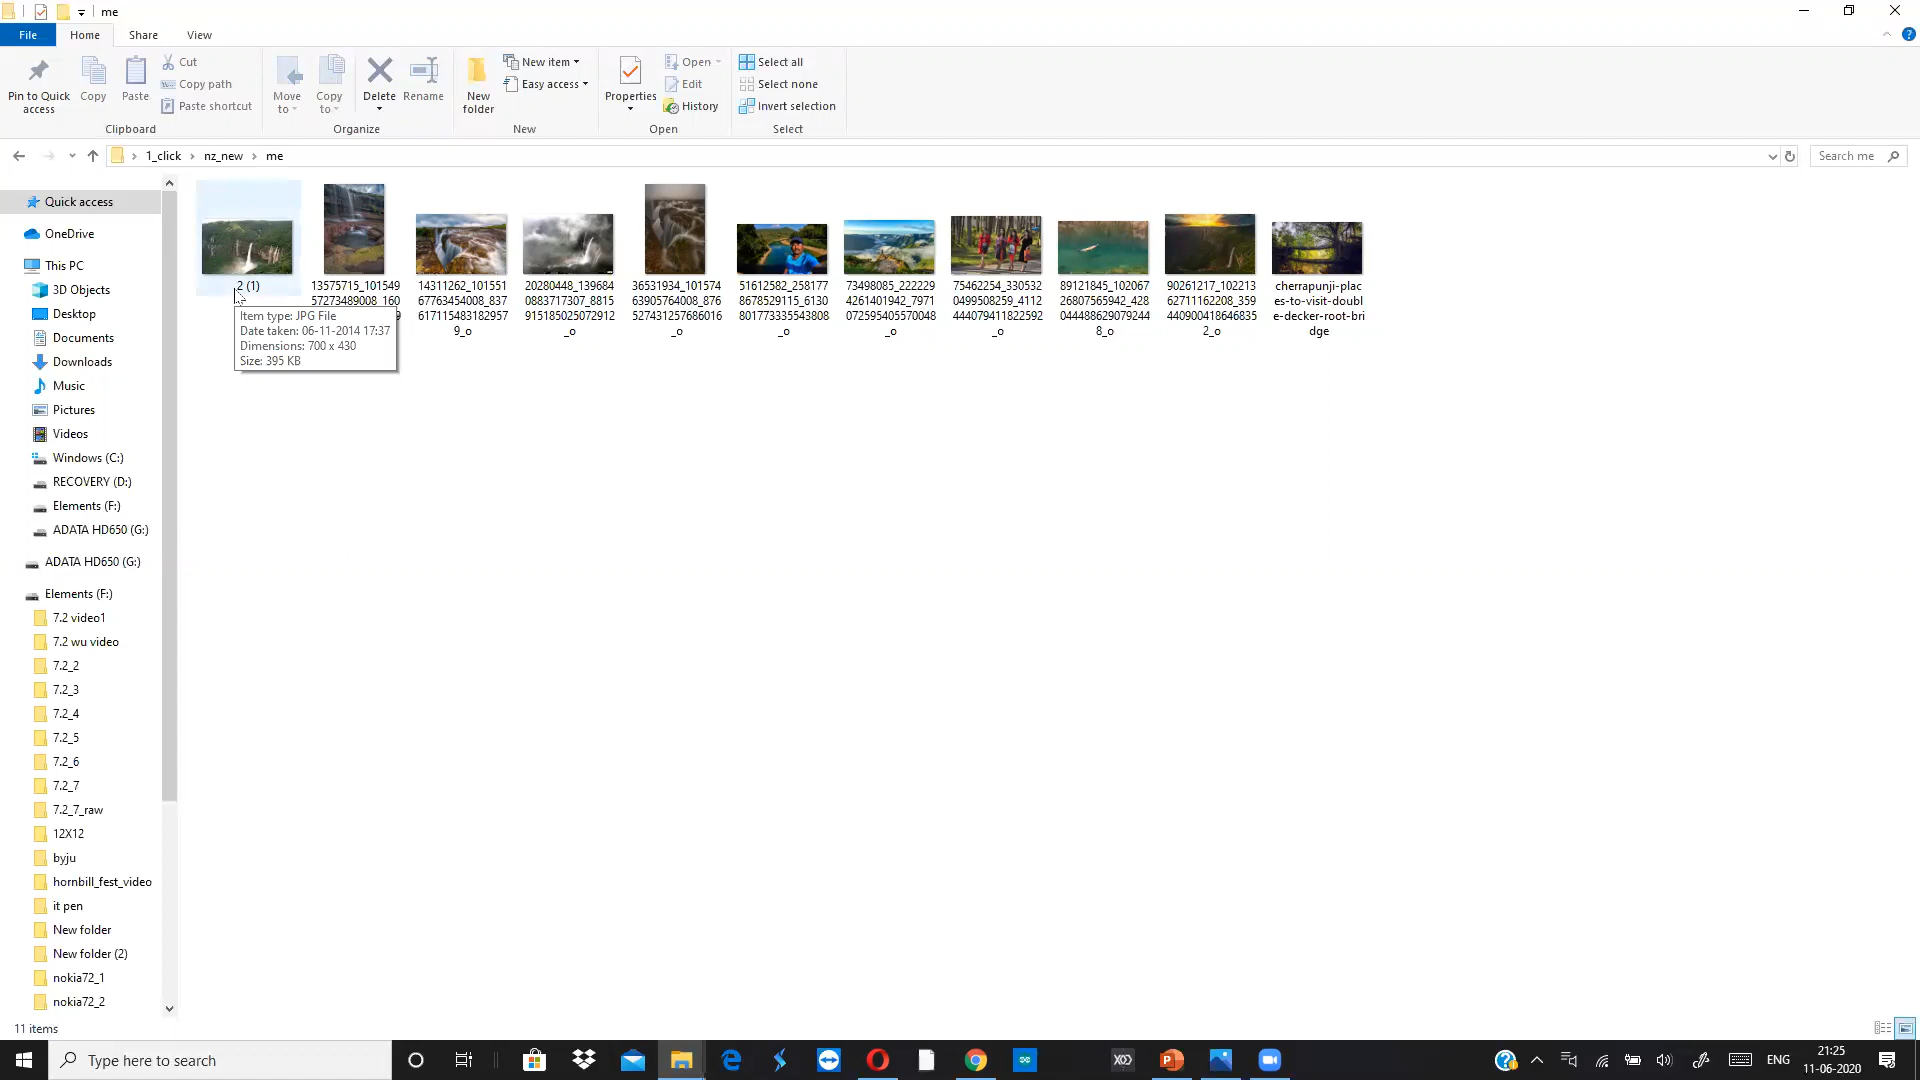 me
File
Home
Share
View
Pin to Quick access
Copy
Paste
Cut
Copy path
Paste shortcut
Clipboard
Move to
Copy to
Delete
Rename
Organize
New folder
New item
Easy access
New
Properties
Open
Edit
History
Open
Select all
Select none
Invert selection
Select
1_click
nz_new
me
Search me
Quick access
OneDrive
This PC
3D Objects
Desktop
Documents
Downloads
Music
Pictures
Videos
Windows (C:)
RECOVERY (D:)
Elements (F:)
ADATA HD650 (G:)
ADATA HD650 (G:)
Elements (F:)
7.2 video1
7.2 wu video
7.2_2
7.2_3
7.2_4
7.2_5
7.2_6
7.2_7
7.2_7_raw
12X12
byju
hornbill_fest_video
it pen
New folder
New folder (2)
nokia72_1
nokia72_2
2 (1)
Item type: JPG File
Date taken: 06-11-2014 17:37
Dimensions: 700 x 430
Size: 395 KB
13575715_101549
57273489008_160
14311262_101551
67763454008_837
617115483182957
9_o
20280448_139684
0883717307_8815
915185025072912
_o
36531934_101574
63905764008_876
527431257686016
_o
51612582_258177
8678529115_6130
801773335543808
_o
73498085_222229
4261401942_7971
072595405570048
_o
75462254_330532
0499508259_4112
444079411822592
_o
89121845_102067
26807565942_428
044488629079244
8_o
90261217_102213
62711162208_359
440900418646835
2_o
cherrapunji-plac
es-to-visit-doubl
e-decker-root-bri
dge
11 items
Type here to search
ENG
21:25
11-06-2020